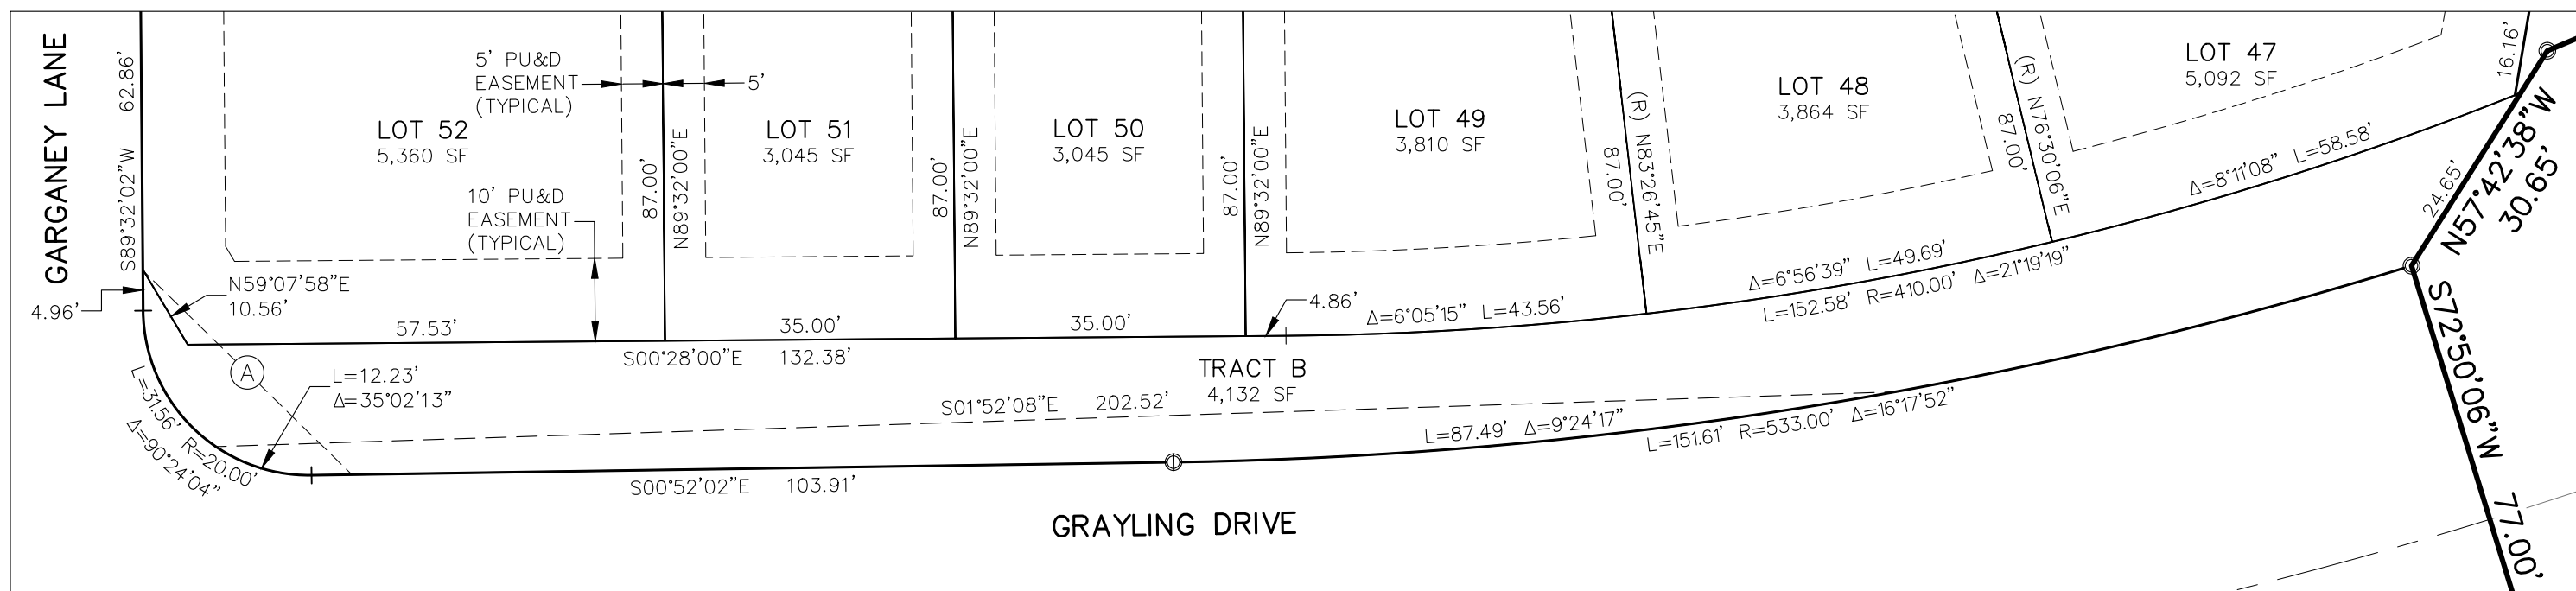 GARGANEY LANE
62.86'
S89°32'02"W
4.96'
N59°07'58"E
10.56'
LOT 52
5,360 SF
5' PU&D
EASEMENT
(TYPICAL)
5'
10' PU&D
EASEMENT
(TYPICAL)
87.00'
N89°32'00"E
LOT 51
3,045 SF
87.00'
N89°32'00"E
LOT 50
3,045 SF
87.00'
N89°32'00"E
LOT 49
3,810 SF
87.00'
(R) N83°26'45"E
LOT 48
3,864 SF
87.00'
(R) N76°30'06"E
LOT 47
5,092 SF
16.16'
57.53'
35.00'
35.00'
4.86'
Δ=6°05'15" L=43.56'
Δ=6°56'39" L=49.69'
Δ=8°11'08" L=58.58'
S00°28'00"E 132.38'
L=152.58' R=410.00' Δ=21°19'19"
24.65'
N57°42'38"W
30.65'
A
L=12.23'
Δ=35°02'13"
TRACT B
4,132 SF
S01°52'08"E 202.52'
L=87.49' Δ=9°24'17"
L=151.61' R=533.00' Δ=16°17'52"
L=31.56' R=20.00'
Δ=90°24'04"
S00°52'02"E 103.91'
GRAYLING DRIVE
S72°50'06"W 77.00'